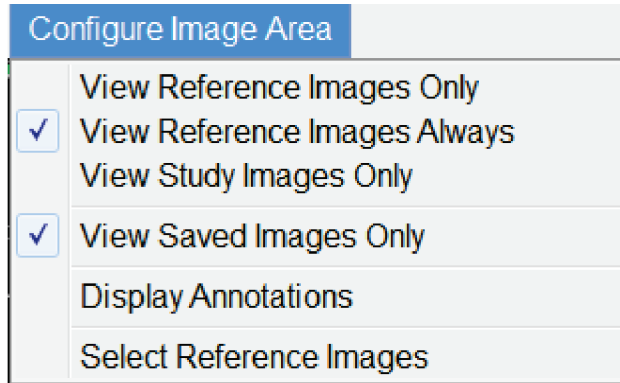 Configure Image Area
View Reference Images Only
View Reference Images Always
View Study Images Only
View Saved Images Only
Display Annotations
Select Reference Images